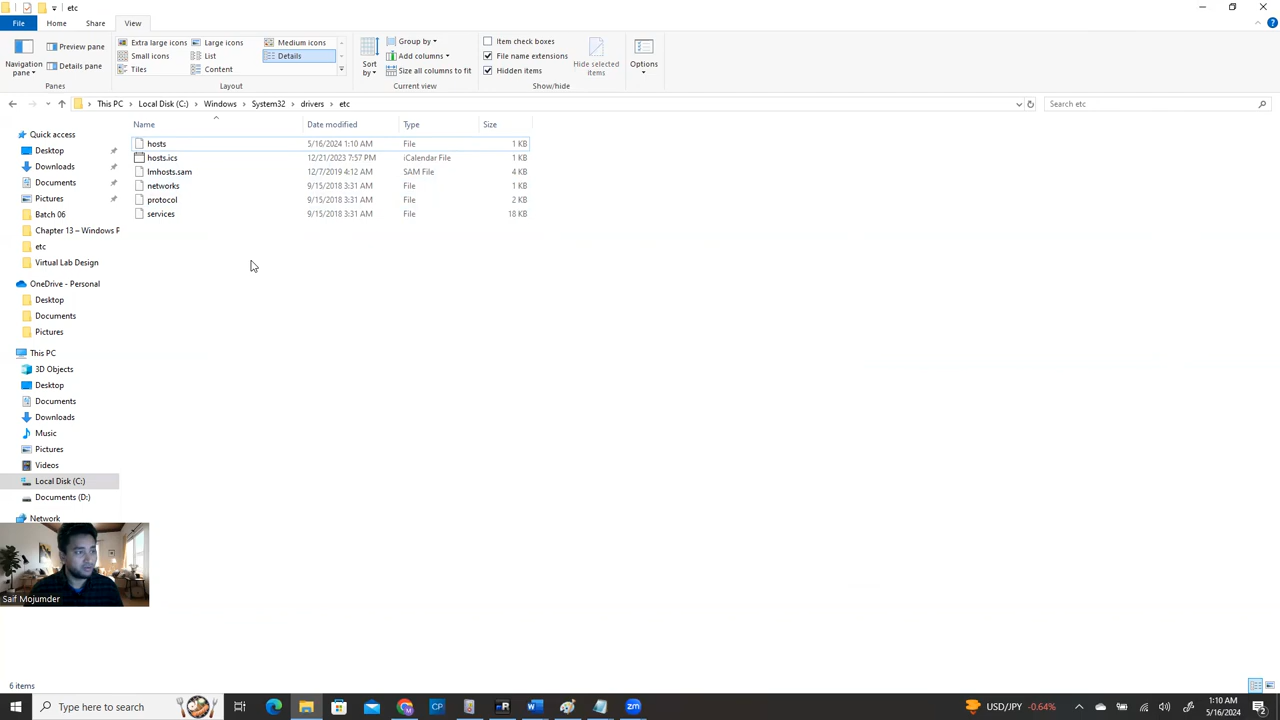 etc
File Home Share View
Navigation pane
Preview pane
Details pane
Panes
Extra large icons Large icons Medium icons
Small icons List Details
Tiles Content
Layout
Sort by
Group by
Add columns
Size all columns to fit
Current view
Item check boxes
File name extensions
Hidden items
Hide selected items
Show/hide
Options
This PC Local Disk (C:) Windows System32 drivers etc
Search etc
Name Date modified Type Size
hosts 5/16/2024 1:10 AM File 1 KB
hosts.ics 12/21/2023 7:57 PM iCalendar File 1 KB
lmhosts.sam 12/7/2019 4:12 AM SAM File 4 KB
networks 9/15/2018 3:31 AM File 1 KB
protocol 9/15/2018 3:31 AM File 2 KB
services 9/15/2018 3:31 AM File 18 KB
Quick access
Desktop
Downloads
Documents
Pictures
Batch 06
Chapter 13 – Windows P
etc
Virtual Lab Design
OneDrive - Personal
Desktop
Documents
Pictures
This PC
3D Objects
Desktop
Documents
Downloads
Music
Pictures
Videos
Local Disk (C:)
Documents (D:)
Network
Saif Mojumder
6 items
Type here to search
CP
R
W
zm
USD/JPY -0.64%
1:10 AM
5/16/2024
2